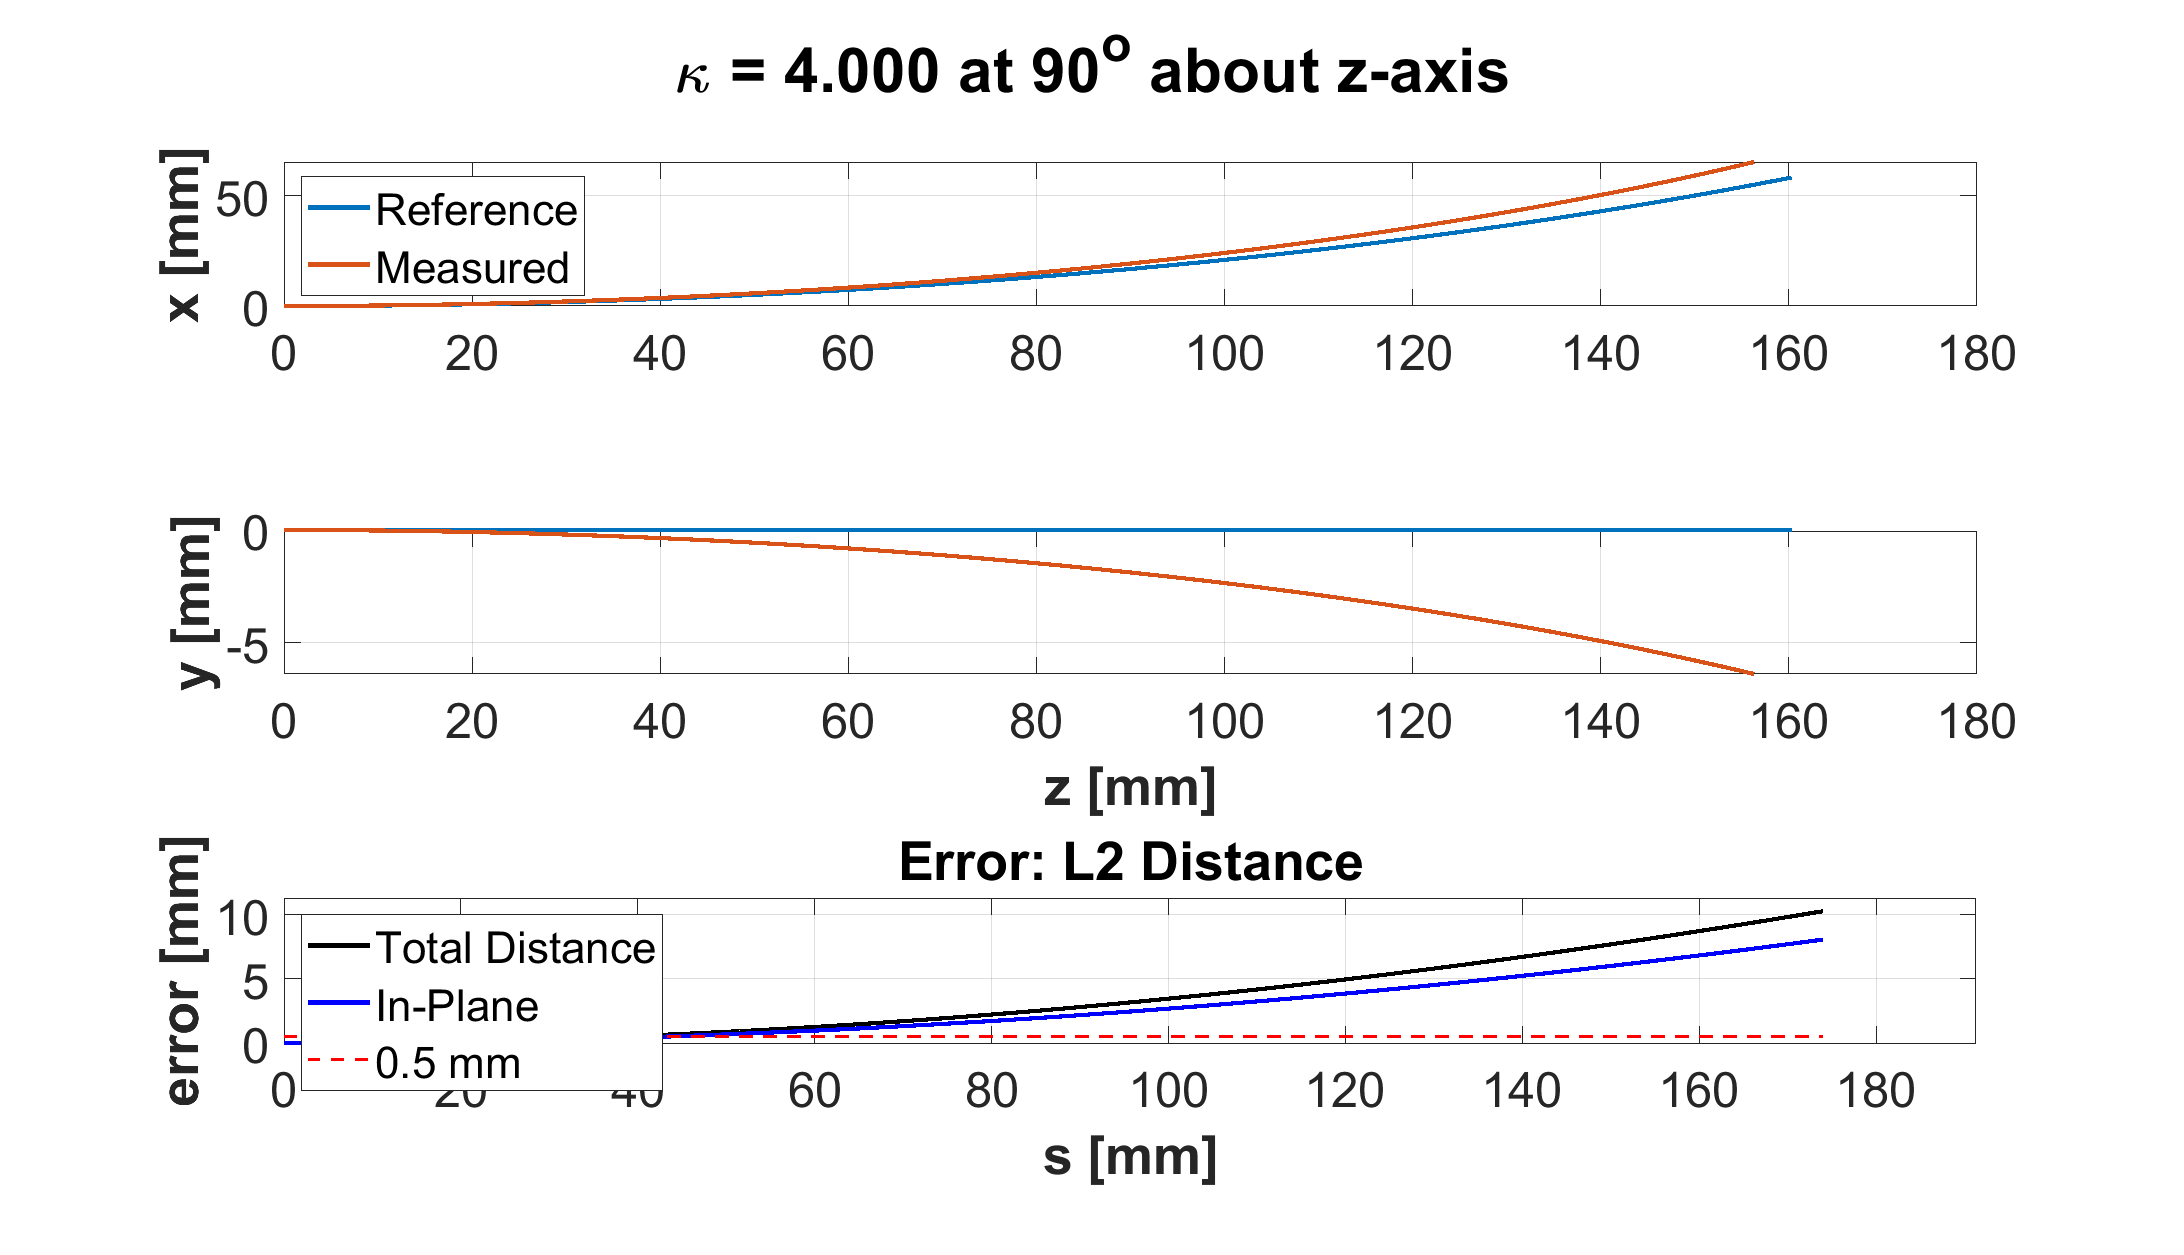 κ = 4.000 at 90° about z-axis
x [mm]
50
0
Reference
Measured
0 20 40 60 80 100 120 140 160 180
y [mm]
0
-5
0 20 40 60 80 100 120 140 160 180
z [mm]
Error: L2 Distance
error [mm]
10
5
0
Total Distance
In-Plane
0.5 mm
0 20 40 60 80 100 120 140 160 180
s [mm]